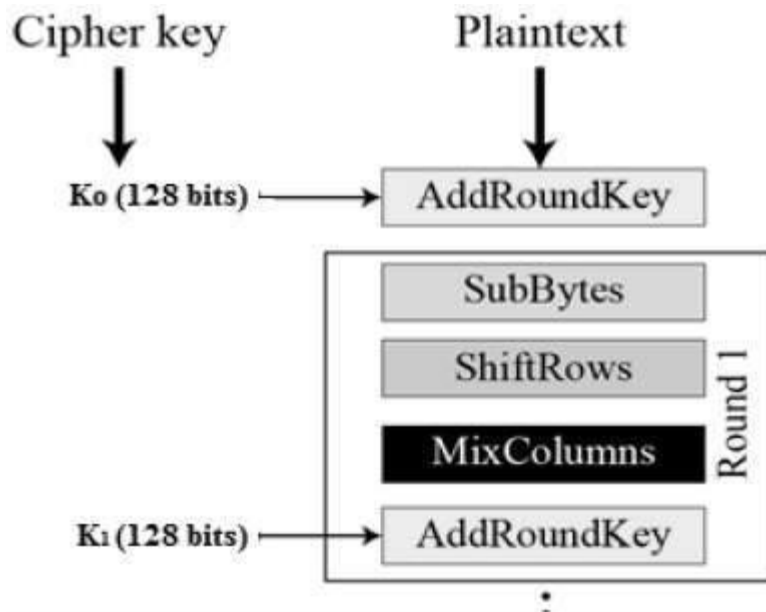 Cipher key
Plaintext
K0 (128 bits)
AddRoundKey
SubBytes
ShiftRows
MixColumns
Round 1
K1 (128 bits)
AddRoundKey